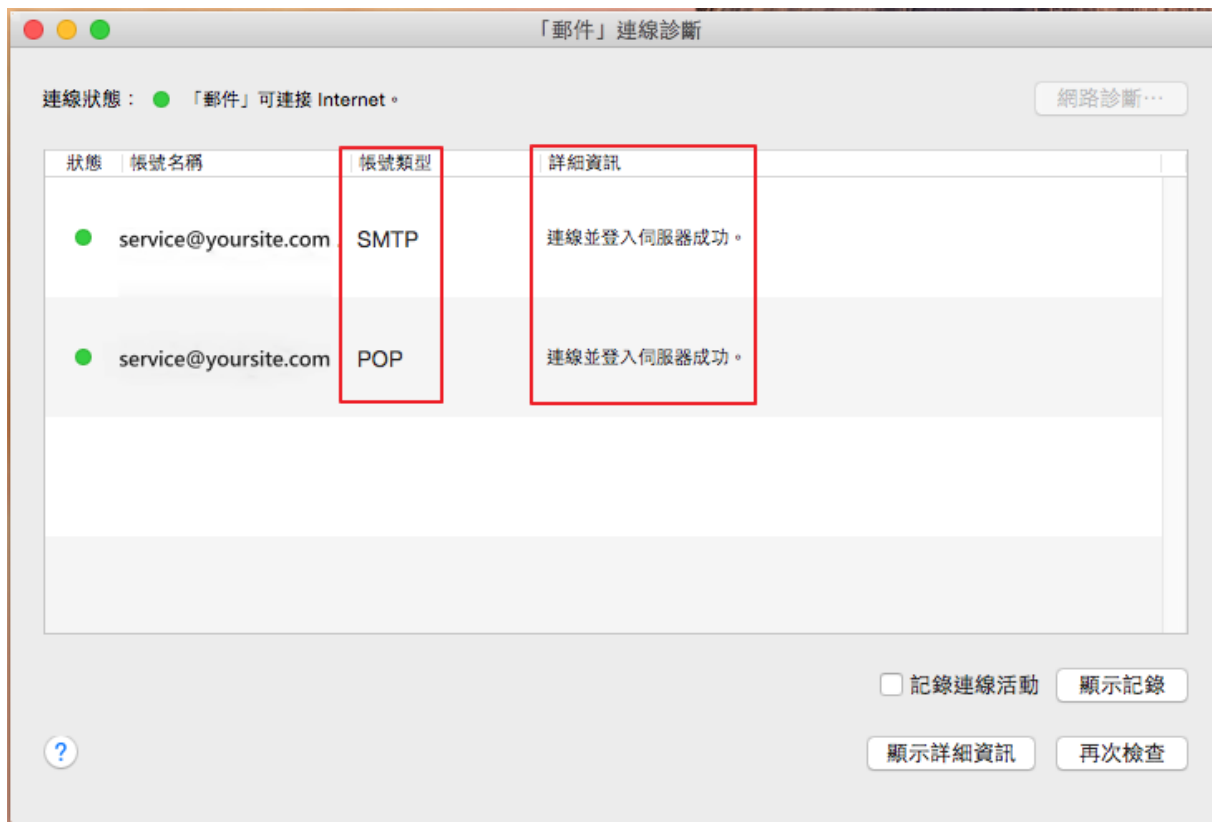 「郵件」連線診斷
連線狀態： 「郵件」可連接 Internet。 網路診斷⋯
狀態 帳號名稱 帳號類型 詳細資訊
service@yoursite.com SMTP 連線並登入伺服器成功。
service@yoursite.com POP 連線並登入伺服器成功。
記錄連線活動 顯示記錄
? 顯示詳細資訊 再次檢查